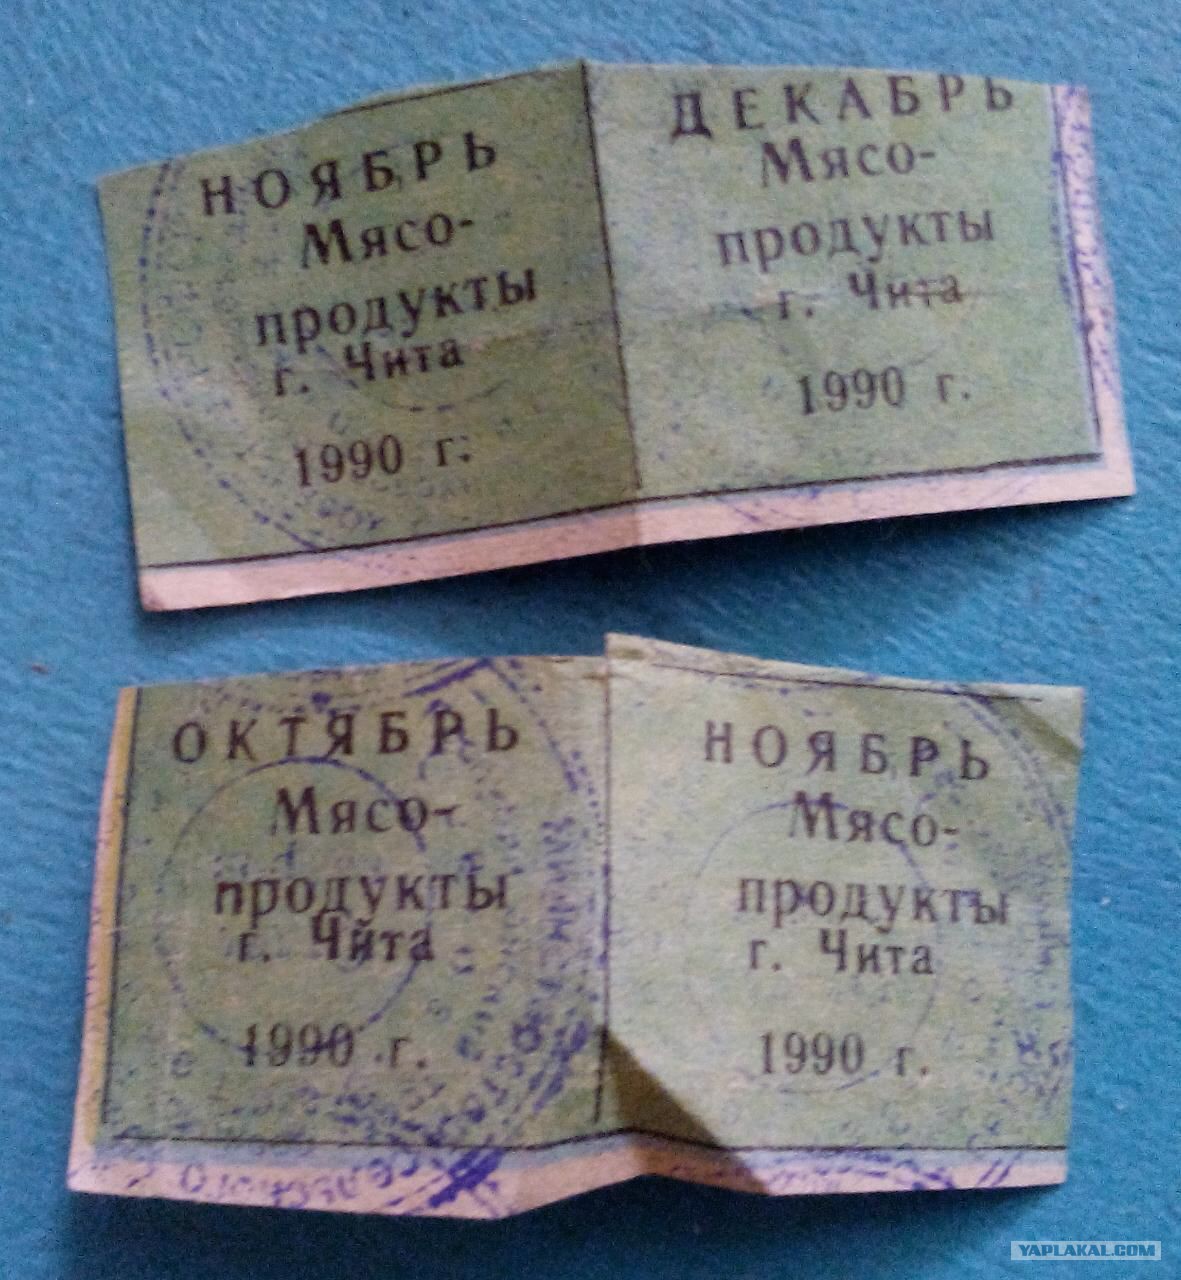 НОЯБРЬ
Мясо-
продукты
г. Чита
1990 г.
ДЕКАБРЬ
Мясо-
продукты
г. Чита
1990 г.
ОКТЯБРЬ
Мясо-
продукты
г. Чита
1990 г.
НОЯБРЬ
Мясо-
продукты
г. Чита
1990 г.
YAPLAKAL.COM